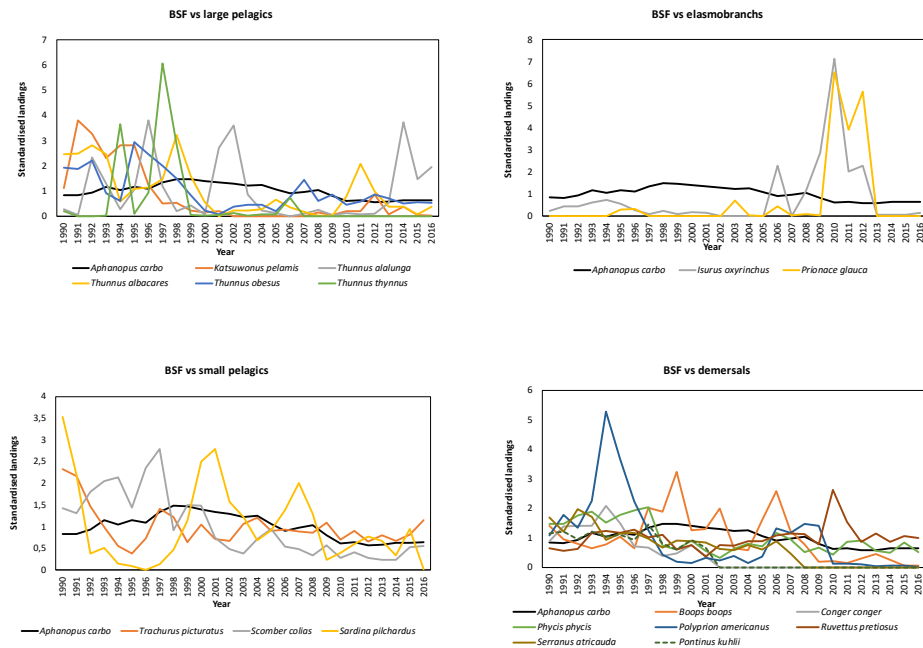 BSF vs large pelagics
Standardised landings
7
6
5
4
3
2
1
0
1990 1991 1992 1993 1994 1995 1996 1997 1998 1999 2000 2001 2002 2003 2004 2005 2006 2007 2008 2009 2010 2011 2012 2013 2014 2015 2016
Year
Aphanopus carbo Katsuwonus pelamis Thunnus alalunga
Thunnus albacares Thunnus obesus Thunnus thynnus
BSF vs elasmobranchs
Standardised landings
8
7
6
5
4
3
2
1
0
1990 1991 1992 1993 1994 1995 1996 1997 1998 1999 2000 2001 2002 2003 2004 2005 2006 2007 2008 2009 2010 2011 2012 2013 2014 2015 2016
Year
Aphanopus carbo Isurus oxyrinchus Prionace glauca
BSF vs small pelagics
Standardised landings
4
3,5
3
2,5
2
1,5
1
0,5
0
1990 1991 1992 1993 1994 1995 1996 1997 1998 1999 2000 2001 2002 2003 2004 2005 2006 2007 2008 2009 2010 2011 2012 2013 2014 2015 2016
Year
Aphanopus carbo Trachurus picturatus Scomber colias Sardina pilchardus
BSF vs demersals
Standardised landings
6
5
4
3
2
1
0
1990 1991 1992 1993 1994 1995 1996 1997 1998 1999 2000 2001 2002 2003 2004 2005 2006 2007 2008 2009 2010 2011 2012 2013 2014 2015 2016
Year
Aphanopus carbo Boops boops Conger conger
Phycis phycis Polyprion americanus Ruvettus pretiosus
Serranus atricauda Pontinus kuhlii